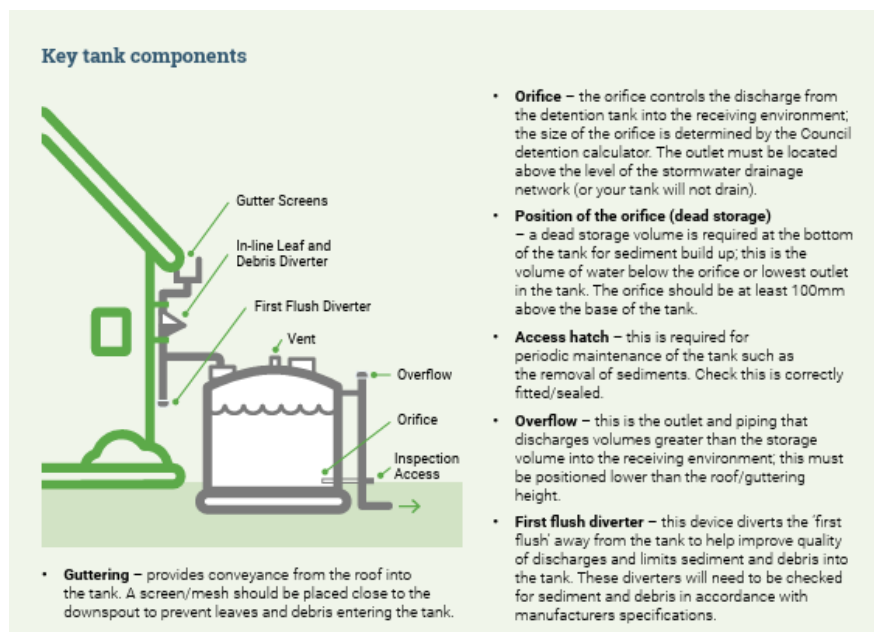 Key tank components
Gutter Screens
In-line Leaf and
Debris Diverter
First Flush Diverter
Vent
Overflow
Orifice
Inspection
Access
• Guttering – provides conveyance from the roof into
the tank. A screen/mesh should be placed close to the
downspout to prevent leaves and debris entering the tank.
• Orifice – the orifice controls the discharge from
the detention tank into the receiving environment;
the size of the orifice is determined by the Council
detention calculator. The outlet must be located
above the level of the stormwater drainage
network (or your tank will not drain).
• Position of the orifice (dead storage)
– a dead storage volume is required at the bottom
of the tank for sediment build up; this is the
volume of water below the orifice or lowest outlet
in the tank. The orifice should be at least 100mm
above the base of the tank.
• Access hatch – this is required for
periodic maintenance of the tank such as
the removal of sediments. Check this is correctly
fitted/sealed.
• Overflow – this is the outlet and piping that
discharges volumes greater than the storage
volume into the receiving environment; this must
be positioned lower than the roof/guttering
height.
• First flush diverter – this device diverts the ‘first
flush’ away from the tank to help improve quality
of discharges and limits sediment and debris into
the tank. These diverters will need to be checked
for sediment and debris in accordance with
manufacturers specifications.